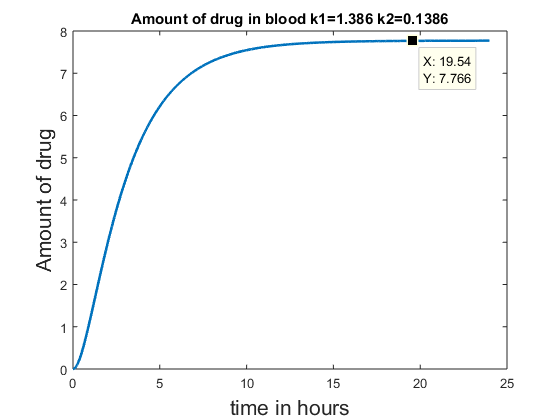 Amount of drug in blood k1=1.386 k2=0.1386
8
7
6
5
4
3
2
1
0
Amount of drug
X: 19.54
Y: 7.766
0 5 10 15 20 25
time in hours